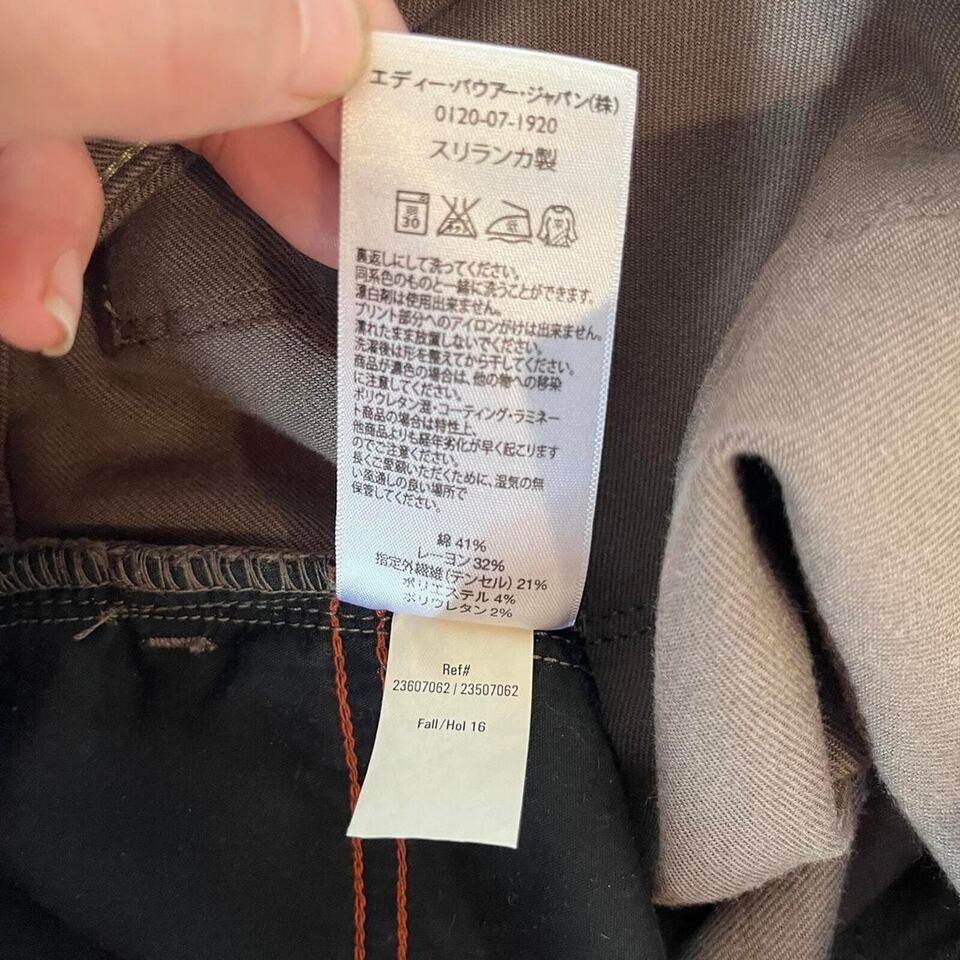 エディー・バウアー・ジャパン(株)
0120-07-1920
スリランカ製
弱
30
低
裏返しにして洗ってください。
同系色のものと一緒に洗うことができます。
漂白剤は使用出来ません。
プリント部分へのアイロンがけは出来ません。
濡れたまま放置しないでください。
洗濯後は形を整えてから干してください。
商品が濃色の場合は、他の物への移染
に注意してください。
ポリウレタン混・コーティング・ラミネー
ト商品の場合は特性上、
他商品よりも経年劣化が早く起こります
のでご注意ください。
長くご愛顧いただくために、湿気の無
い風通しの良い場所で
保管してください。
綿 41%
レーヨン 32%
指定外繊維(テンセル) 21%
ポリエステル 4%
ポリウレタン 2%
Ref#
23607062 | 23507062
Fall/Hol 16